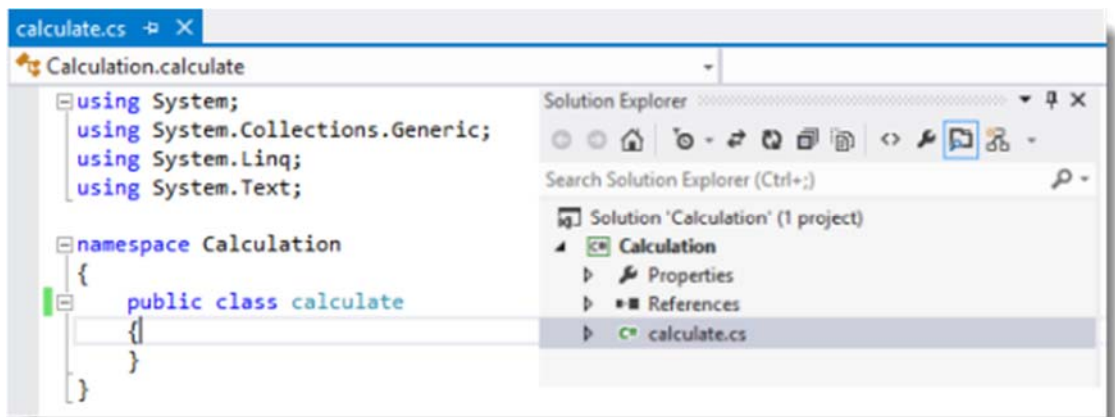 calculate.cs
Calculation.calculate
using System;
using System.Collections.Generic;
using System.Linq;
using System.Text;
namespace Calculation
{
public class calculate
{
}
}
Solution Explorer
Search Solution Explorer (Ctrl+;)
Solution 'Calculation' (1 project)
C# Calculation
Properties
References
C# calculate.cs